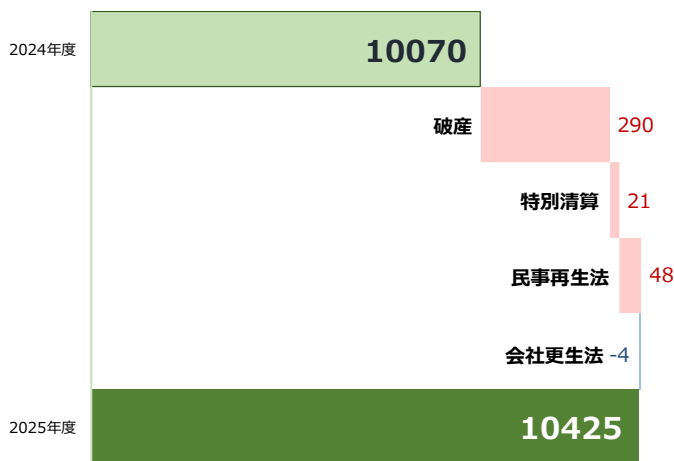 2024年度 10070
破産 290
特別清算 21
民事再生法 48
会社更生法 -4
2025年度 10425